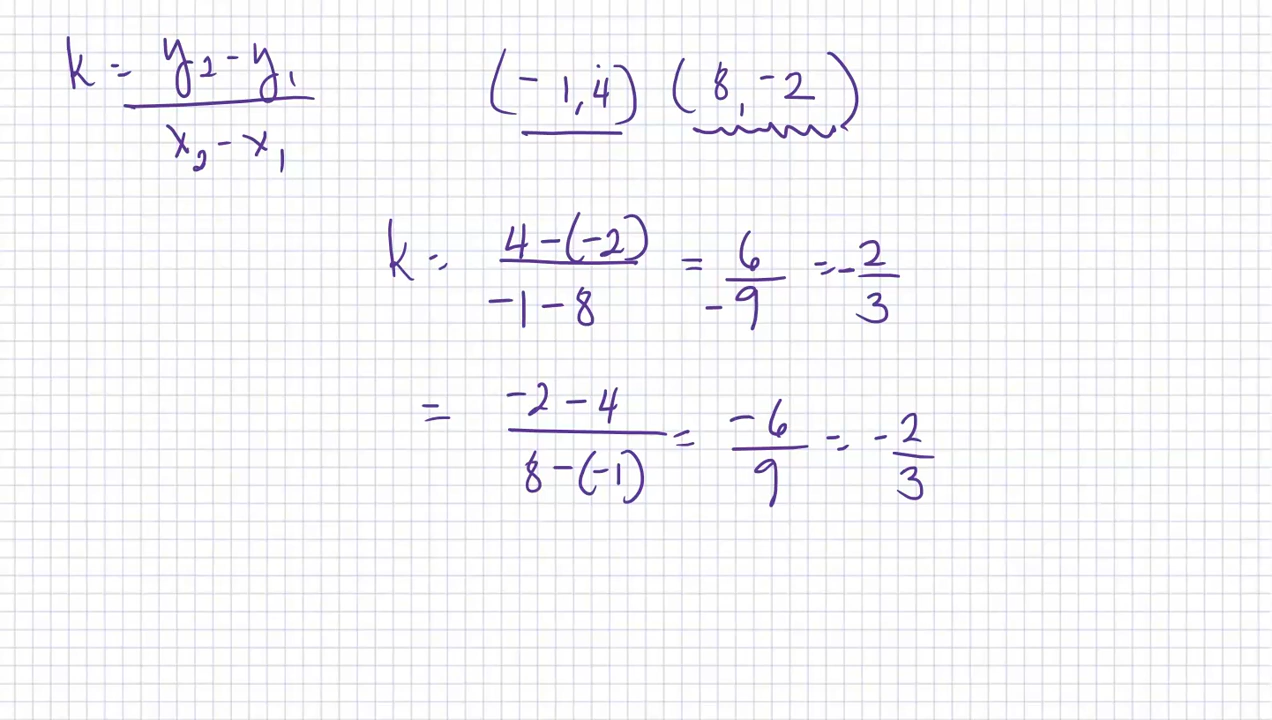 k = (y₂ - y₁)/(x₂ - x₁)
(-1, 4) (8, -2)
k = (4 - (-2))/(-1 - 8) = 6/-9 = -2/3
= (-2 - 4)/(8 - (-1)) = -6/9 = -2/3